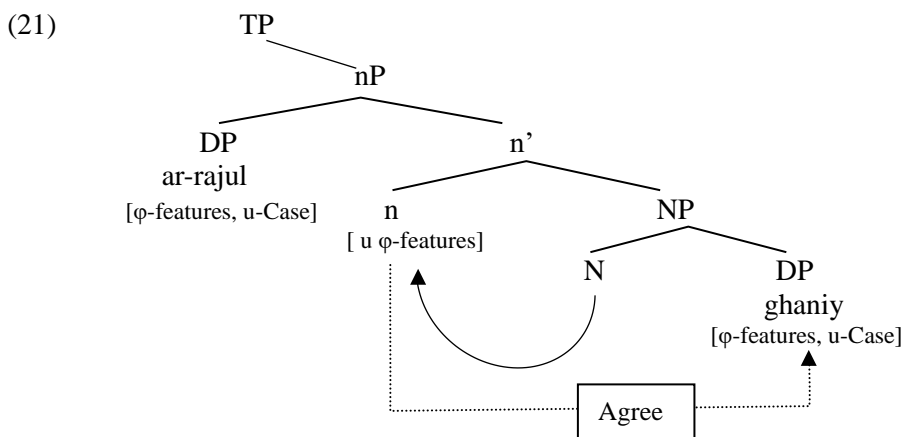 (21) TP
nP
DP n’
ar-rajul
[φ-features, u-Case] n NP
[ u φ-features]
N DP
ghaniy
[φ-features, u-Case]
Agree